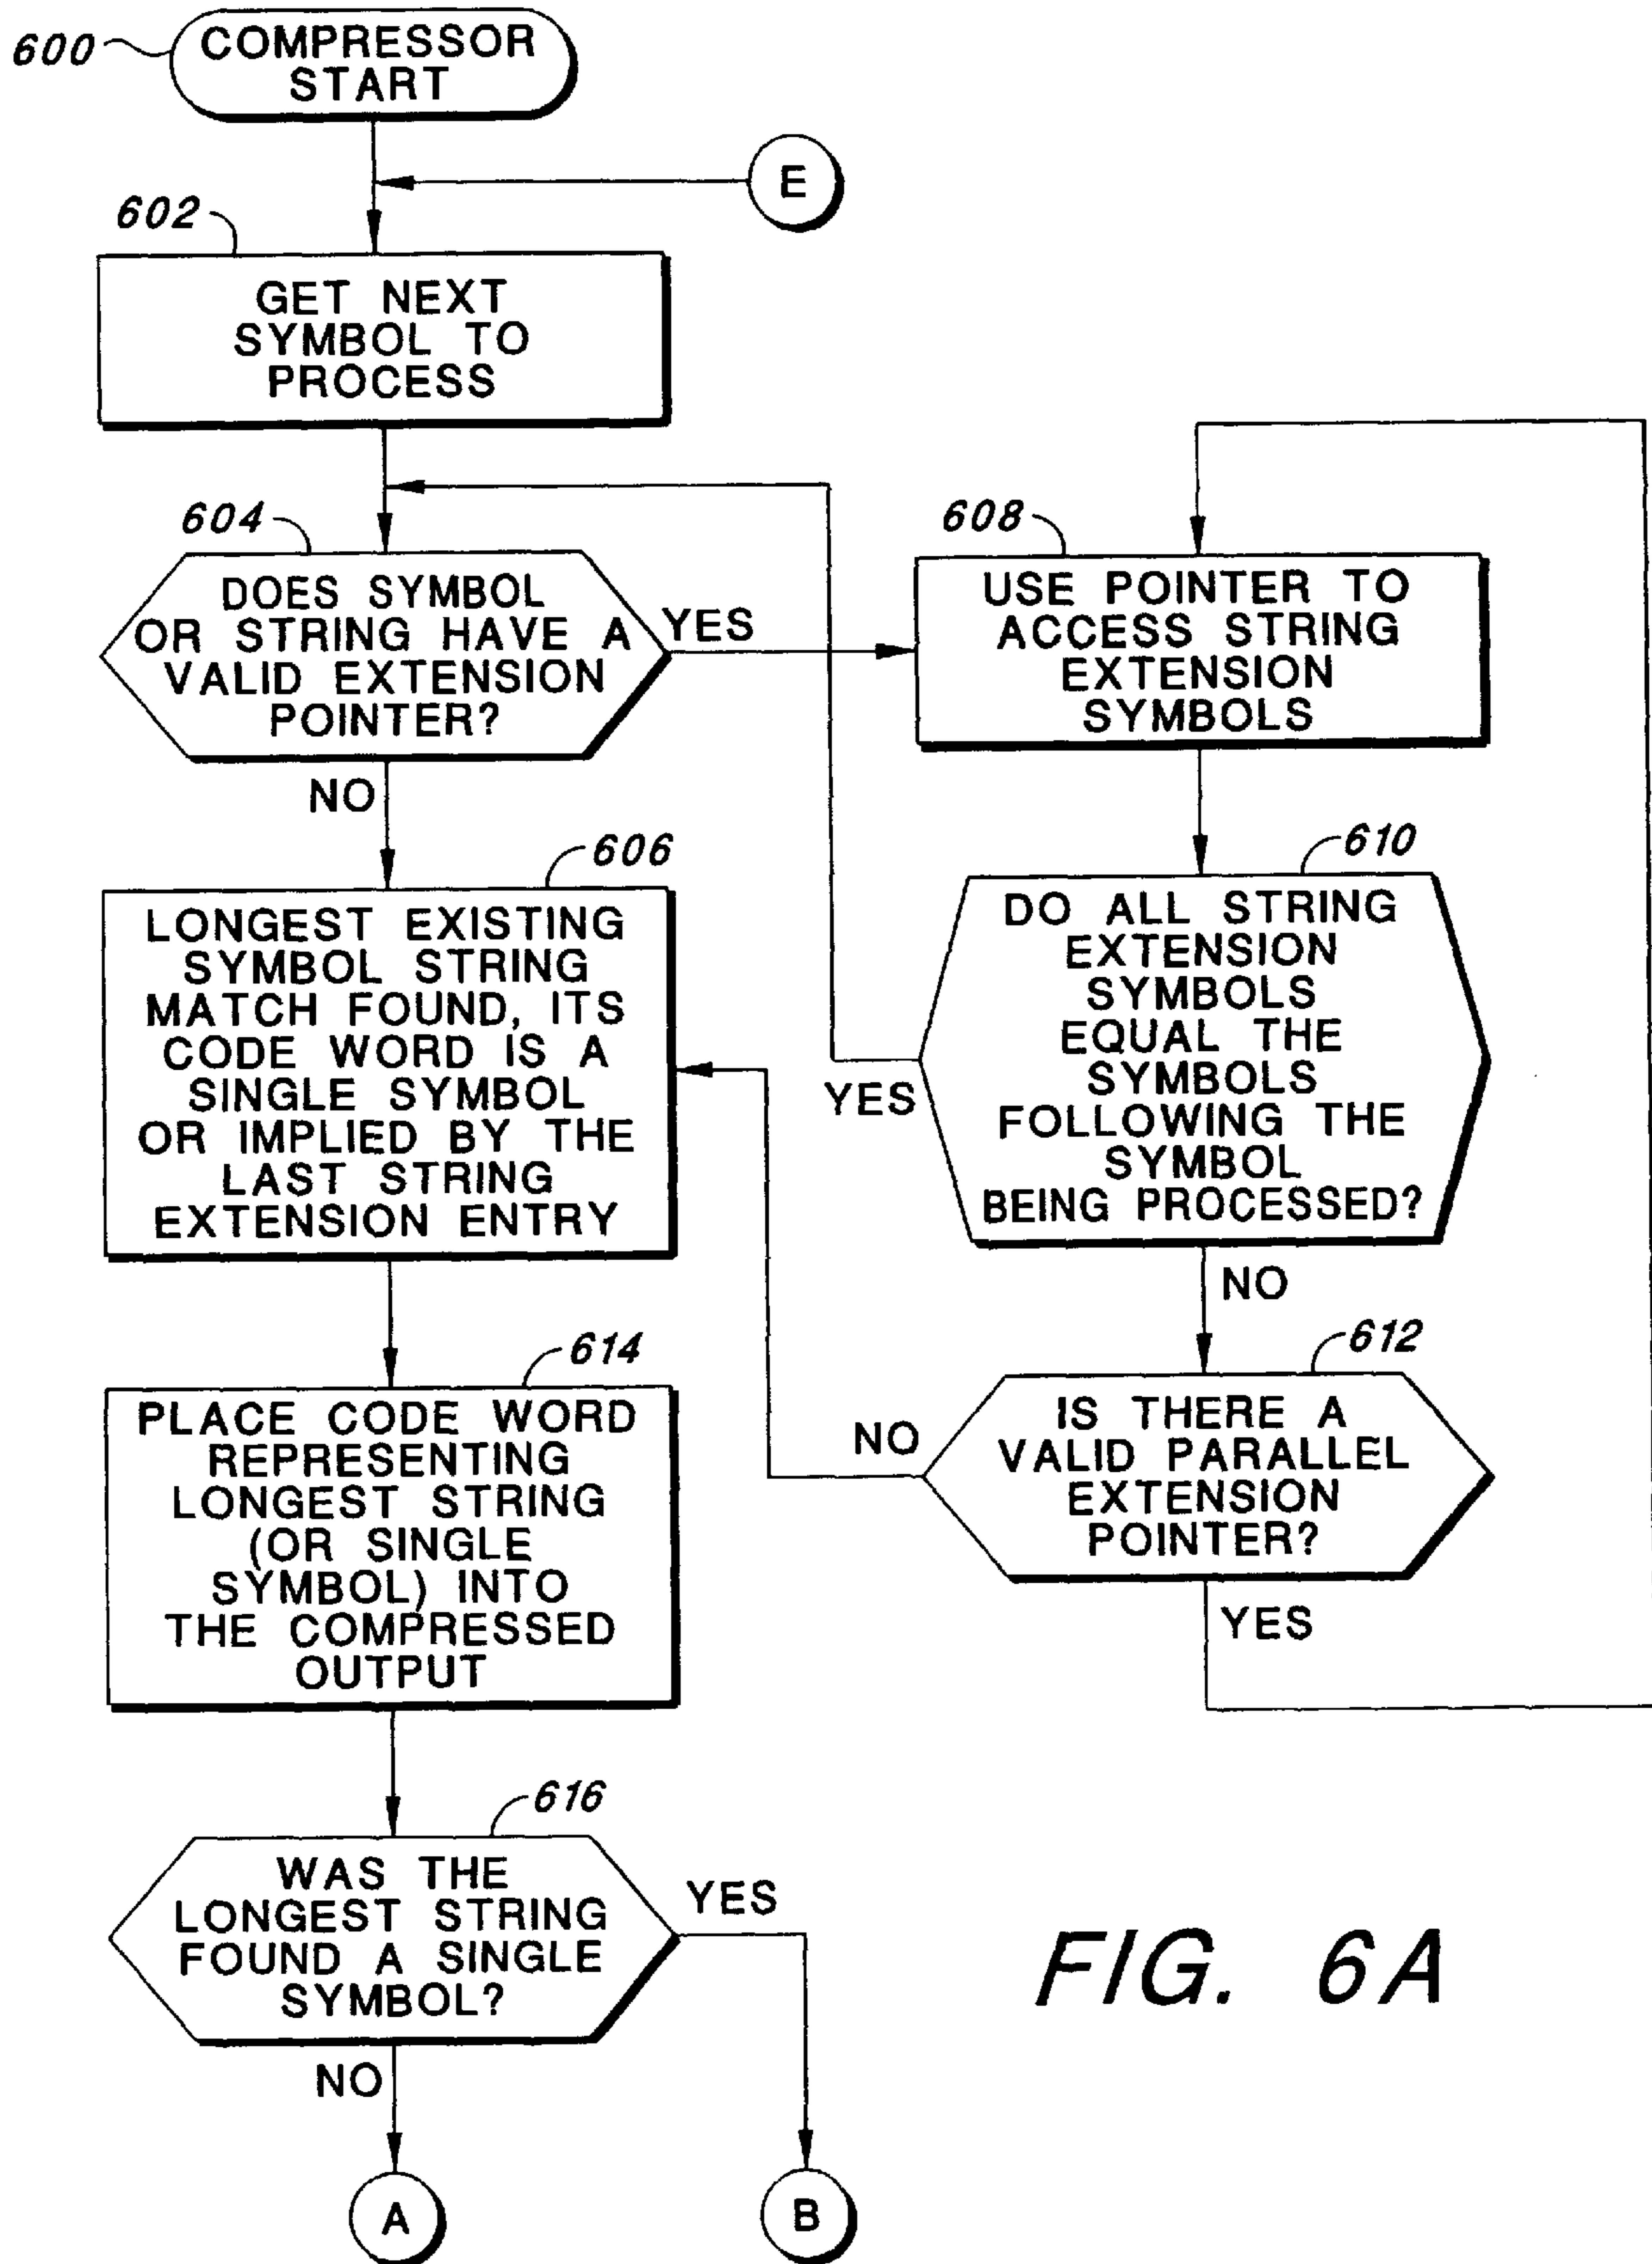 600
COMPRESSOR
START
E
602
GET NEXT
SYMBOL TO
PROCESS
604
DOES SYMBOL
OR STRING HAVE A
VALID EXTENSION
POINTER?
YES
NO
608
USE POINTER TO
ACCESS STRING
EXTENSION
SYMBOLS
606
LONGEST EXISTING
SYMBOL STRING
MATCH FOUND, ITS
CODE WORD IS A
SINGLE SYMBOL
OR IMPLIED BY THE
LAST STRING
EXTENSION ENTRY
610
DO ALL STRING
EXTENSION
SYMBOLS
EQUAL THE
SYMBOLS
FOLLOWING THE
SYMBOL
BEING PROCESSED?
YES
NO
612
IS THERE A
VALID PARALLEL
EXTENSION
POINTER?
NO
YES
614
PLACE CODE WORD
REPRESENTING
LONGEST STRING
(OR SINGLE
SYMBOL) INTO
THE COMPRESSED
OUTPUT
616
WAS THE
LONGEST STRING
FOUND A SINGLE
SYMBOL?
YES
NO
A
B
FIG. 6A